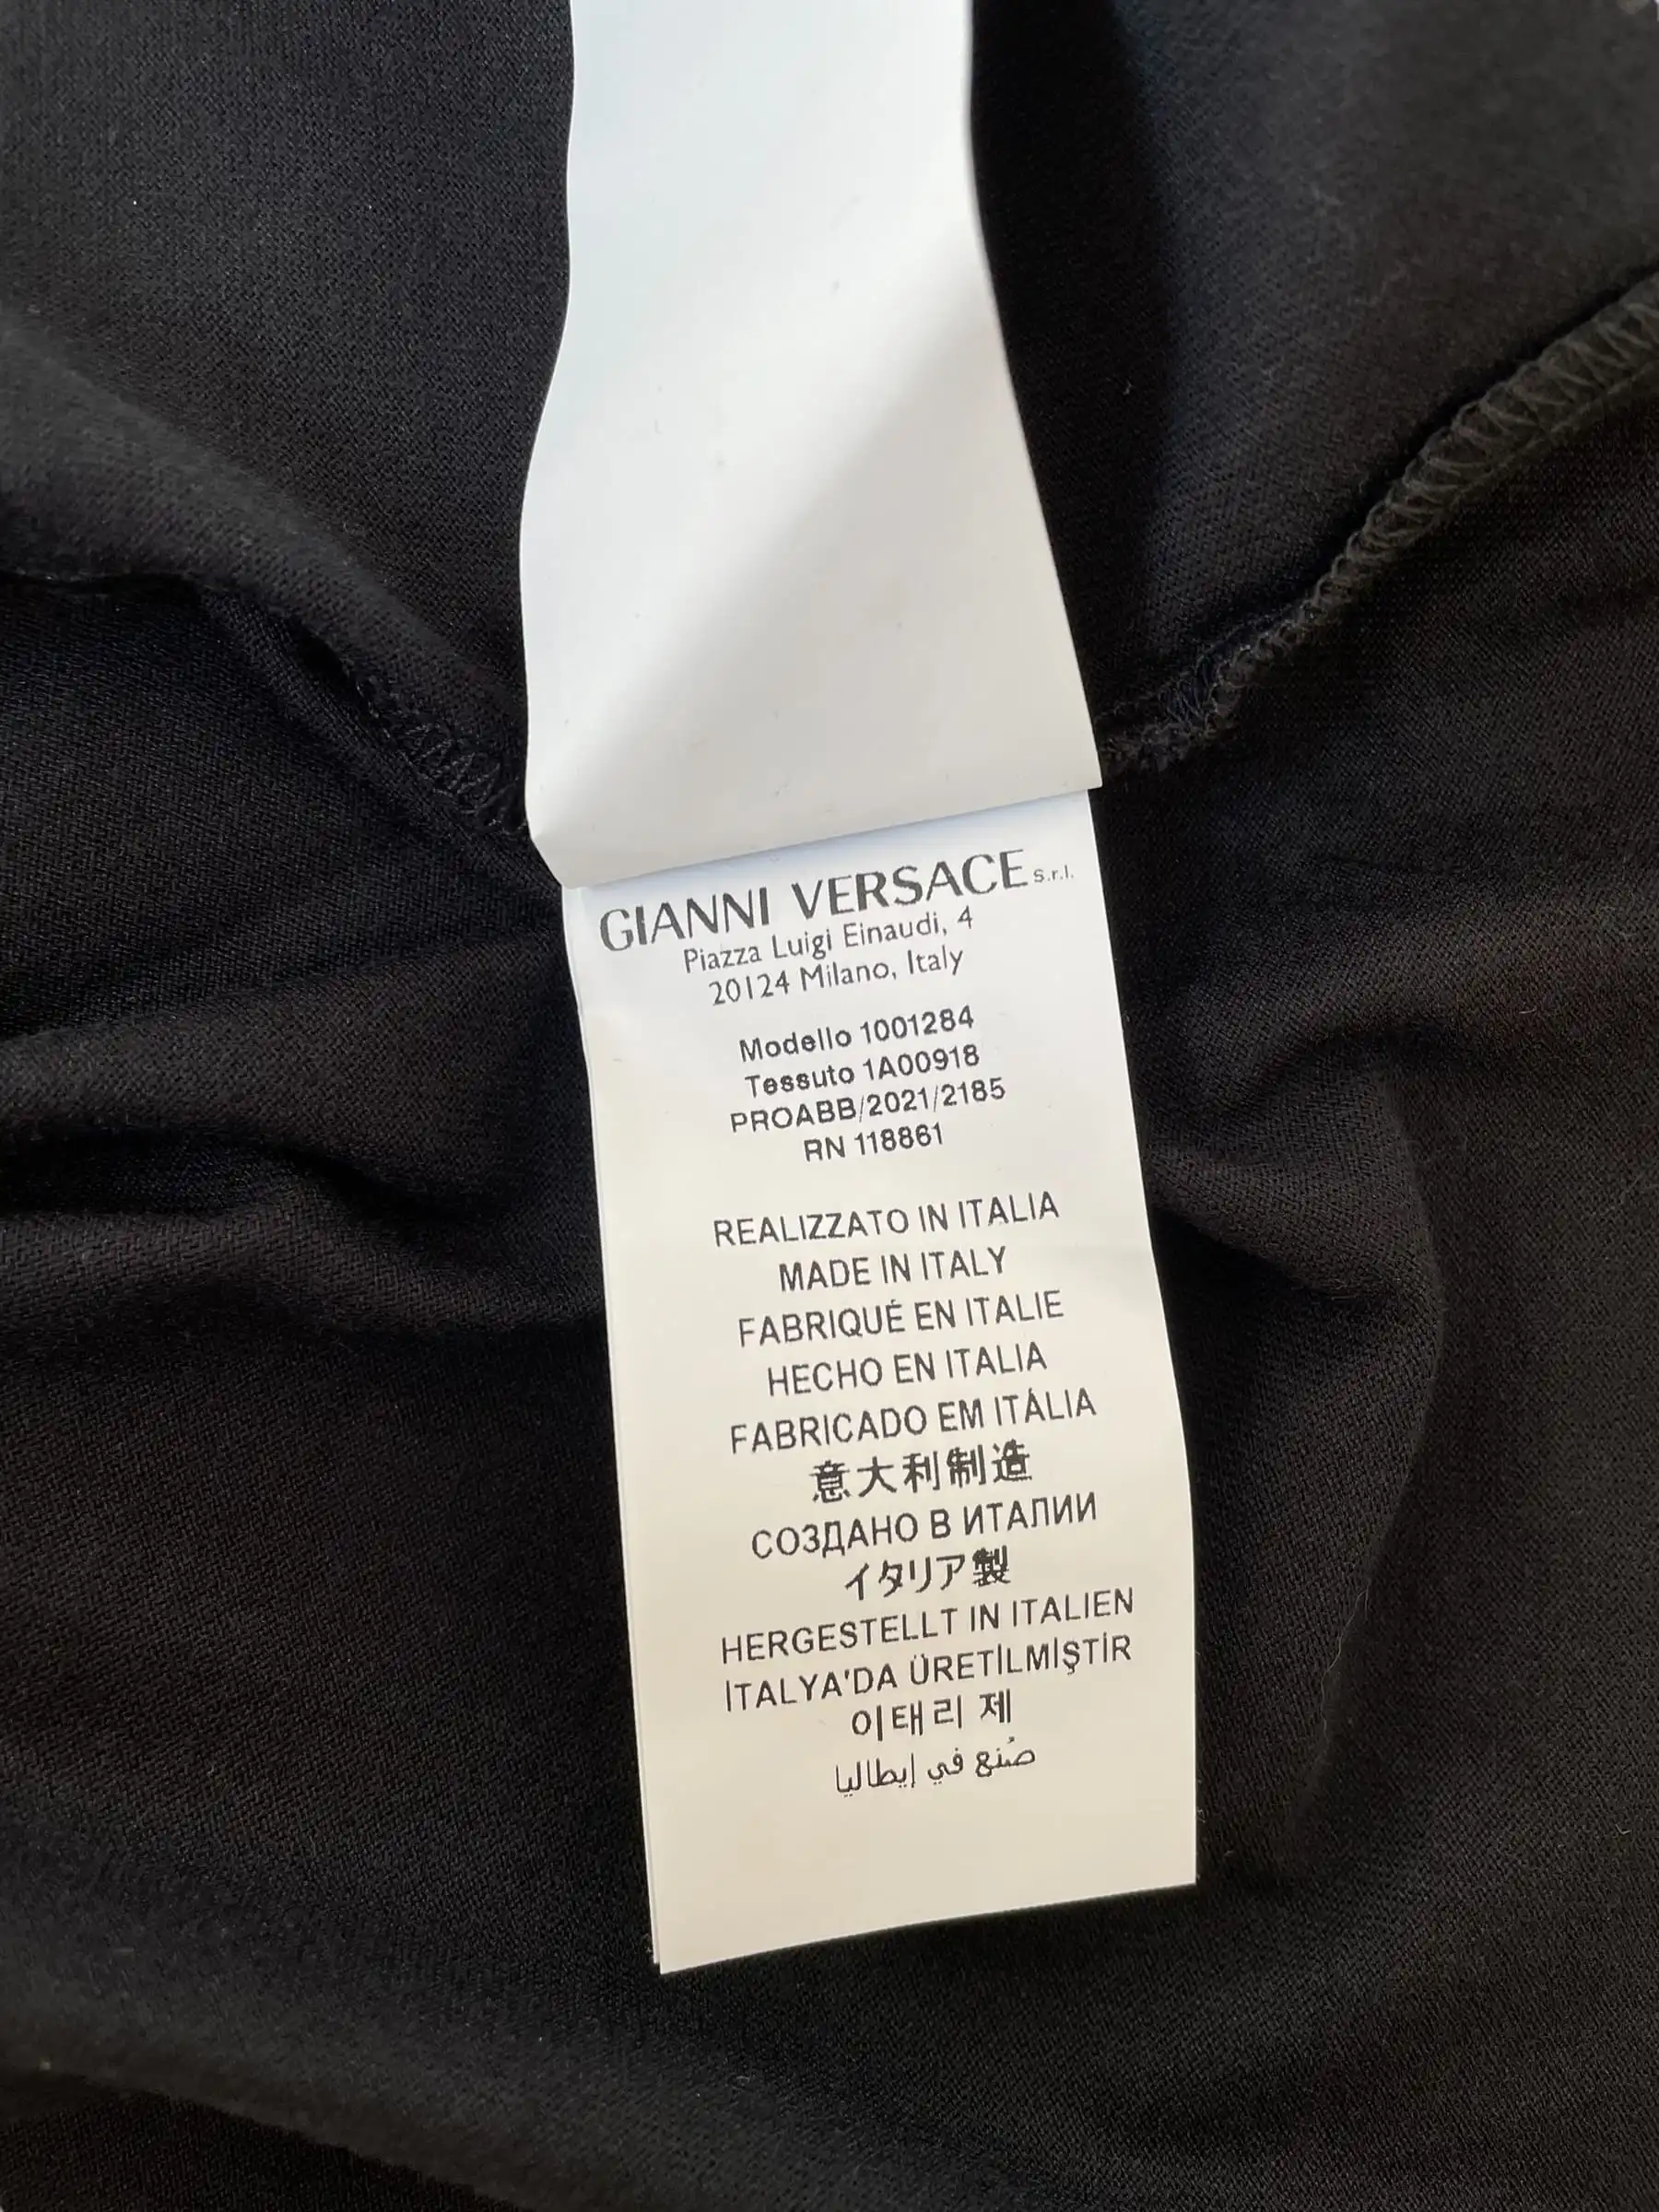 GIANNI VERSACE s.r.l.
Piazza Luigi Einaudi, 4
20124 Milano, Italy
Modello 1001284
Tessuto 1A00918
PROABB/2021/2185
RN 118861
REALIZZATO IN ITALIA
MADE IN ITALY
FABRIQUÉ EN ITALIE
HECHO EN ITALIA
FABRICADO EM ITÁLIA
意大利制造
СОЗДАНО В ИТАЛИИ
イタリア製
HERGESTELLT IN ITALIEN
İTALYA'DA ÜRETİLMİŞTİR
이태리 제
صُنع في إيطاليا